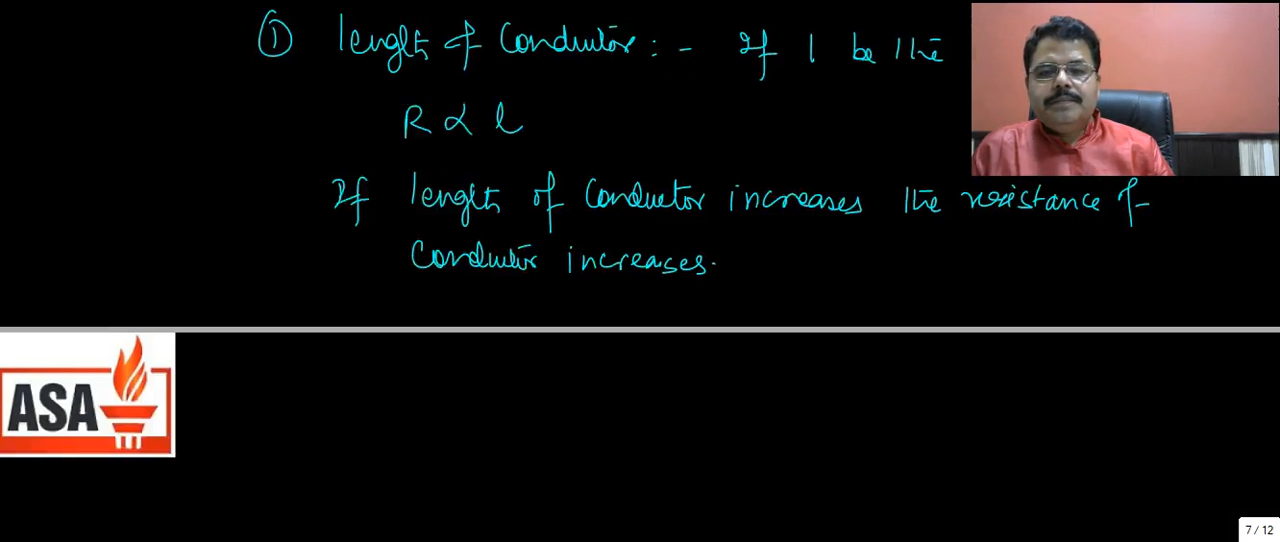 ① length of Conductor : - If l be the
R ∝ l
If length of conductor increases the resistance of
Conductor increases.
ASA
7 / 12